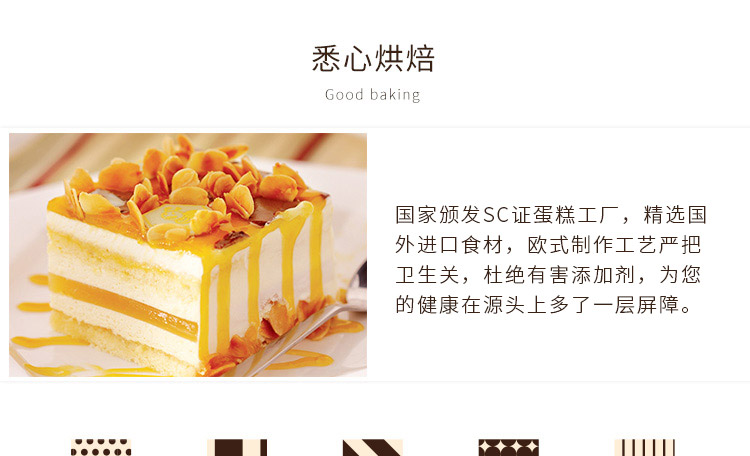 悉心烘焙
Good baking
国家颁发SC证蛋糕工厂，精选国
外进口食材，欧式制作工艺严把
卫生关，杜绝有害添加剂，为您
的健康在源头上多了一层屏障。